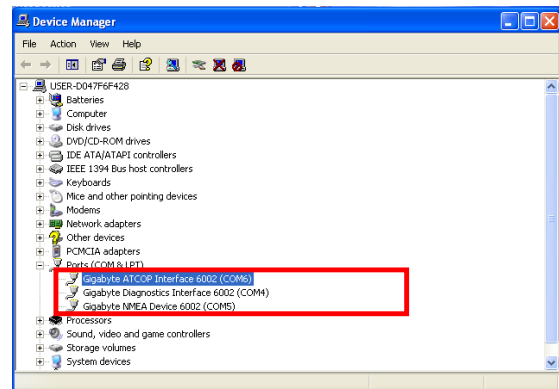 Device Manager
File Action View Help
USER-D047F6F428
Batteries
Computer
Disk drives
DVD/CD-ROM drives
IDE ATA/ATAPI controllers
IEEE 1394 Bus host controllers
Keyboards
Mice and other pointing devices
Modems
Network adapters
Other devices
PCMCIA adapters
Ports (COM & LPT)
Gigabyte ATCOP Interface 6002 (COM6)
Gigabyte Diagnostics Interface 6002 (COM4)
Gigabyte NMEA Device 6002 (COM5)
Processors
Sound, video and game controllers
Storage volumes
System devices